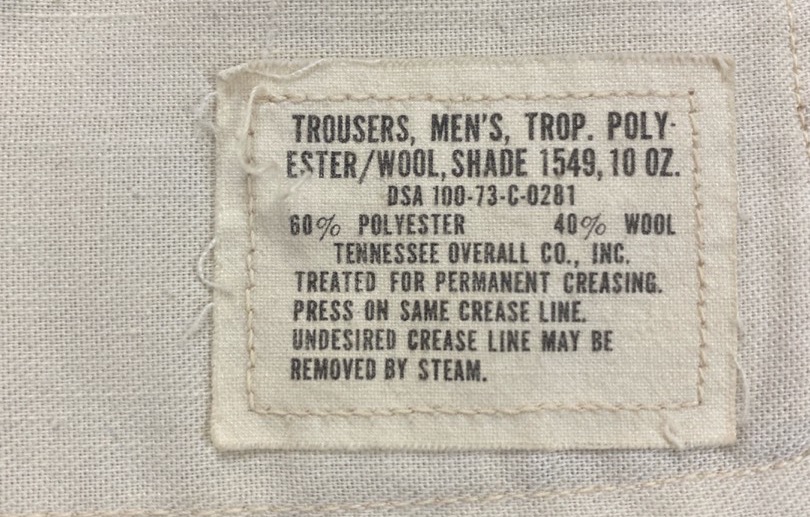 TROUSERS, MEN'S, TROP. POLY-
ESTER/WOOL, SHADE 1549, 10 OZ.
DSA 100-73-C-0281
60% POLYESTER 40% WOOL
TENNESSEE OVERALL CO., INC.
TREATED FOR PERMANENT CREASING.
PRESS ON SAME CREASE LINE.
UNDESIRED CREASE LINE MAY BE
REMOVED BY STEAM.